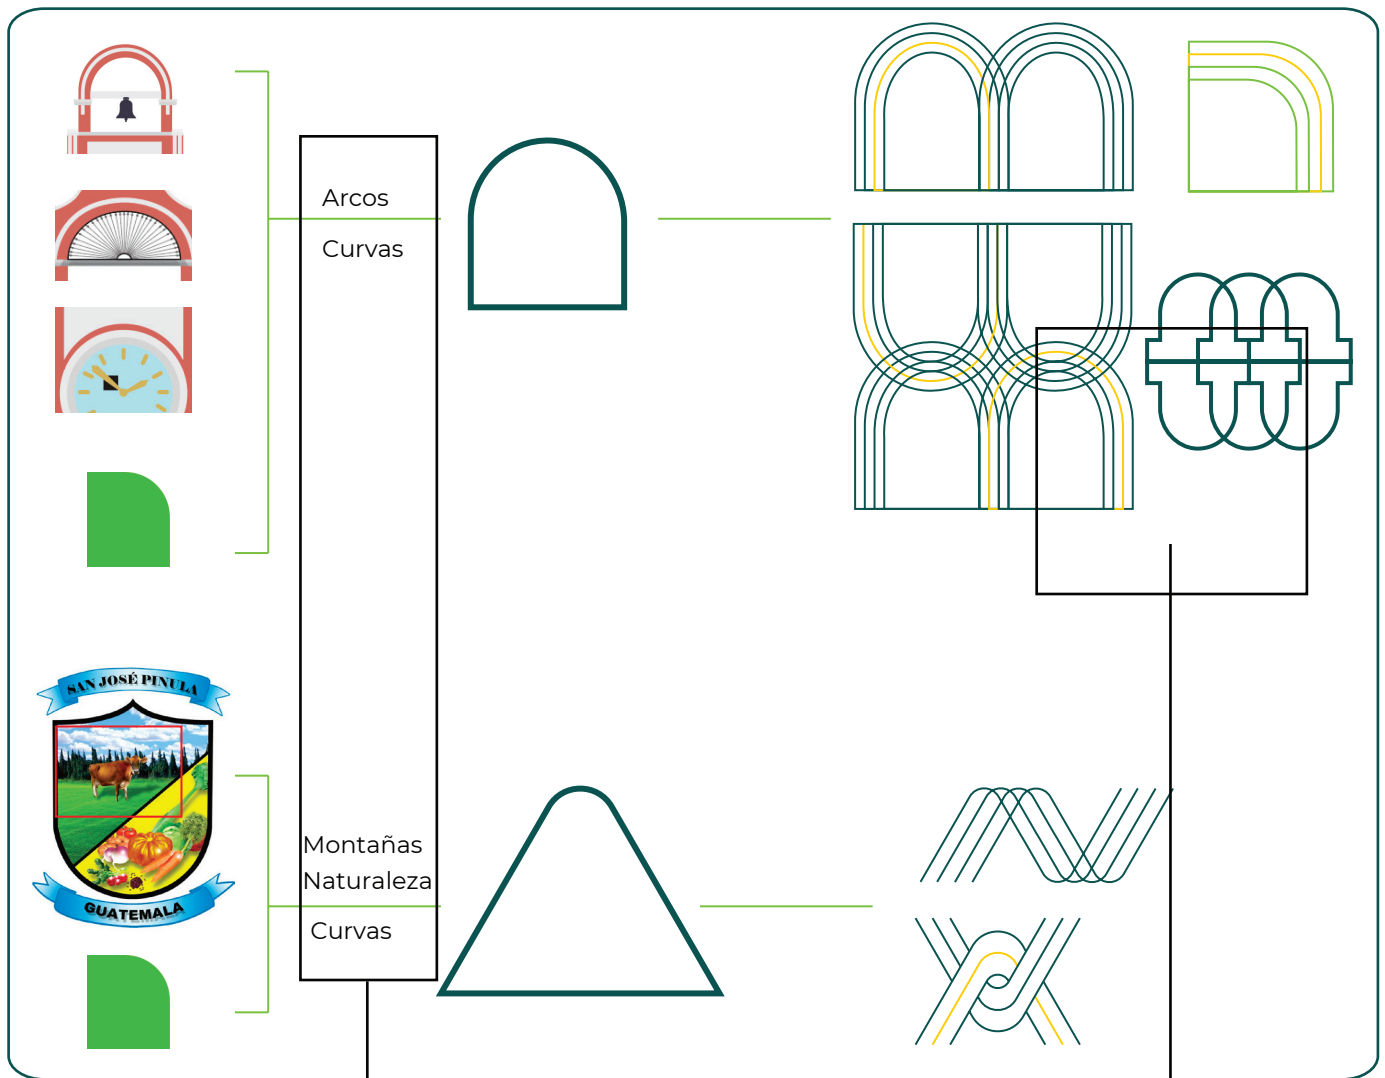 Arcos
Curvas
SAN JOSÉ PINULA
GUATEMALA
Montañas
Naturaleza
Curvas